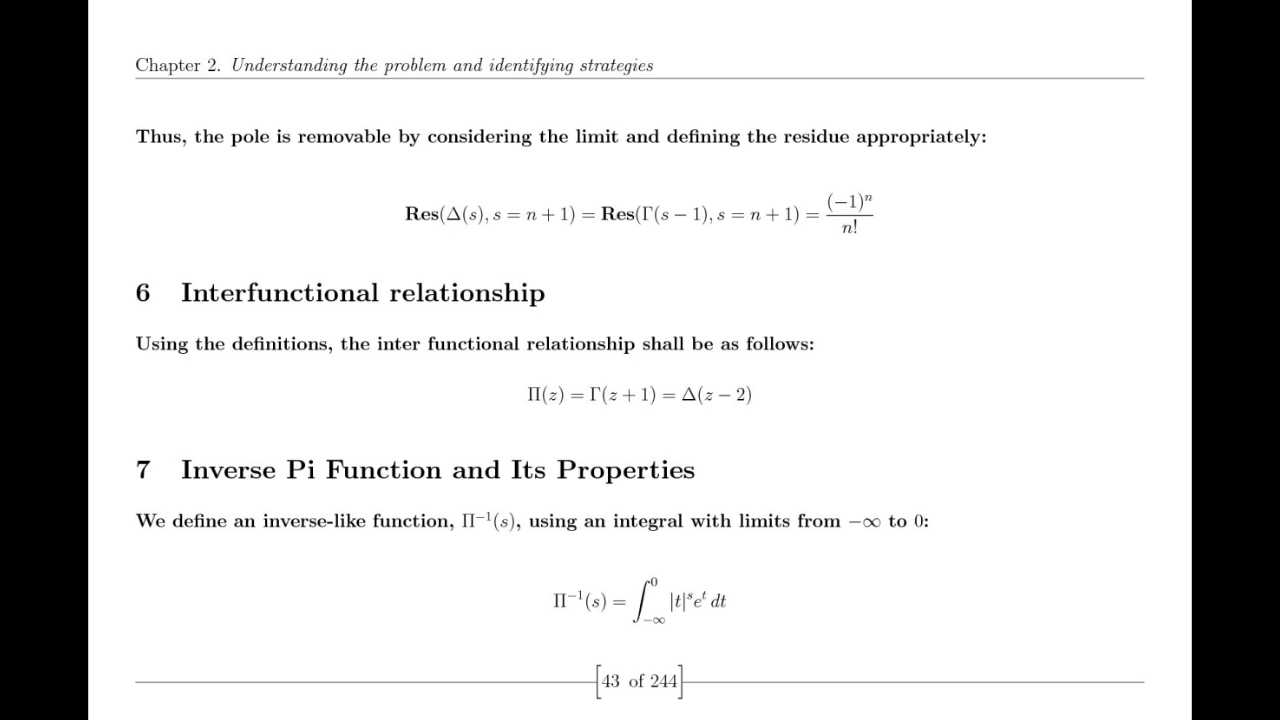 Chapter 2. Understanding the problem and identifying strategies
Thus, the pole is removable by considering the limit and defining the residue appropriately:
Res(Δ(s), s = n + 1) = Res(Γ(s − 1), s = n + 1) = (−1)ⁿ / n!
6 Interfunctional relationship
Using the definitions, the inter functional relationship shall be as follows:
Π(z) = Γ(z + 1) = Δ(z − 2)
7 Inverse Pi Function and Its Properties
We define an inverse-like function, Π⁻¹(s), using an integral with limits from −∞ to 0:
Π⁻¹(s) = ∫_{−∞}^{0} |t|ˢeᵗ dt
[43 of 244]